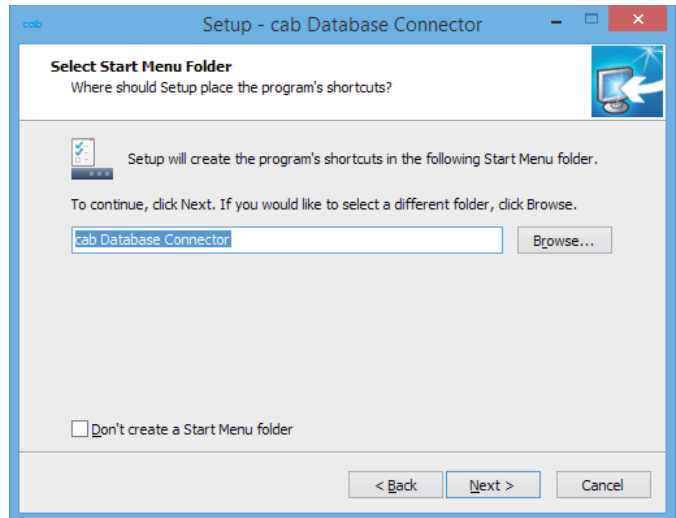 cab
Setup - cab Database Connector
Select Start Menu Folder
Where should Setup place the program's shortcuts?
Setup will create the program's shortcuts in the following Start Menu folder.
To continue, click Next. If you would like to select a different folder, click Browse.
cab Database Connector
Browse...
Don't create a Start Menu folder
< Back
Next >
Cancel